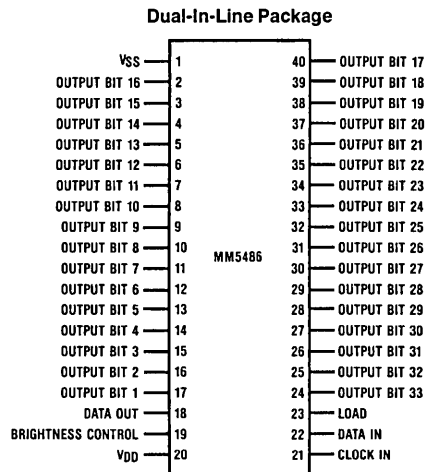 Dual-In-Line Package
VSS 1 40 OUTPUT BIT 17
OUTPUT BIT 16 2 39 OUTPUT BIT 18
OUTPUT BIT 15 3 38 OUTPUT BIT 19
OUTPUT BIT 14 4 37 OUTPUT BIT 20
OUTPUT BIT 13 5 36 OUTPUT BIT 21
OUTPUT BIT 12 6 35 OUTPUT BIT 22
OUTPUT BIT 11 7 34 OUTPUT BIT 23
OUTPUT BIT 10 8 33 OUTPUT BIT 24
OUTPUT BIT 9 9 32 OUTPUT BIT 25
OUTPUT BIT 8 10 31 OUTPUT BIT 26
MM5486
OUTPUT BIT 7 11 30 OUTPUT BIT 27
OUTPUT BIT 6 12 29 OUTPUT BIT 28
OUTPUT BIT 5 13 28 OUTPUT BIT 29
OUTPUT BIT 4 14 27 OUTPUT BIT 30
OUTPUT BIT 3 15 26 OUTPUT BIT 31
OUTPUT BIT 2 16 25 OUTPUT BIT 32
OUTPUT BIT 1 17 24 OUTPUT BIT 33
DATA OUT 18 23 LOAD
BRIGHTNESS CONTROL 19 22 DATA IN
VDD 20 21 CLOCK IN